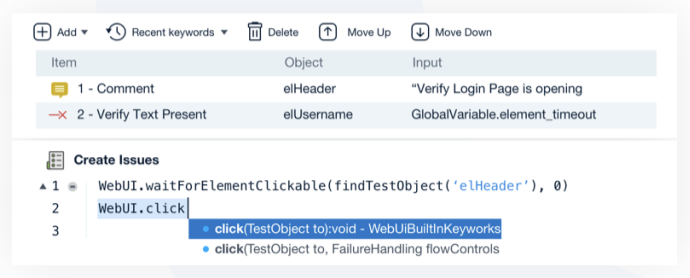 Add Recent keywords Delete Move Up Move Down
Item Object Input
1 - Comment elHeader “Verify Login Page is opening
2 - Verify Text Present elUsername GlobalVariable.element_timeout
Create Issues
1 WebUI.waitForElementClickable(findTestObject(‘elHeader’), 0)
2 WebUI.click
3 click(TestObject to):void - WebUiBuiltInKeyworks
click(TestObject to, FailureHandling flowControls